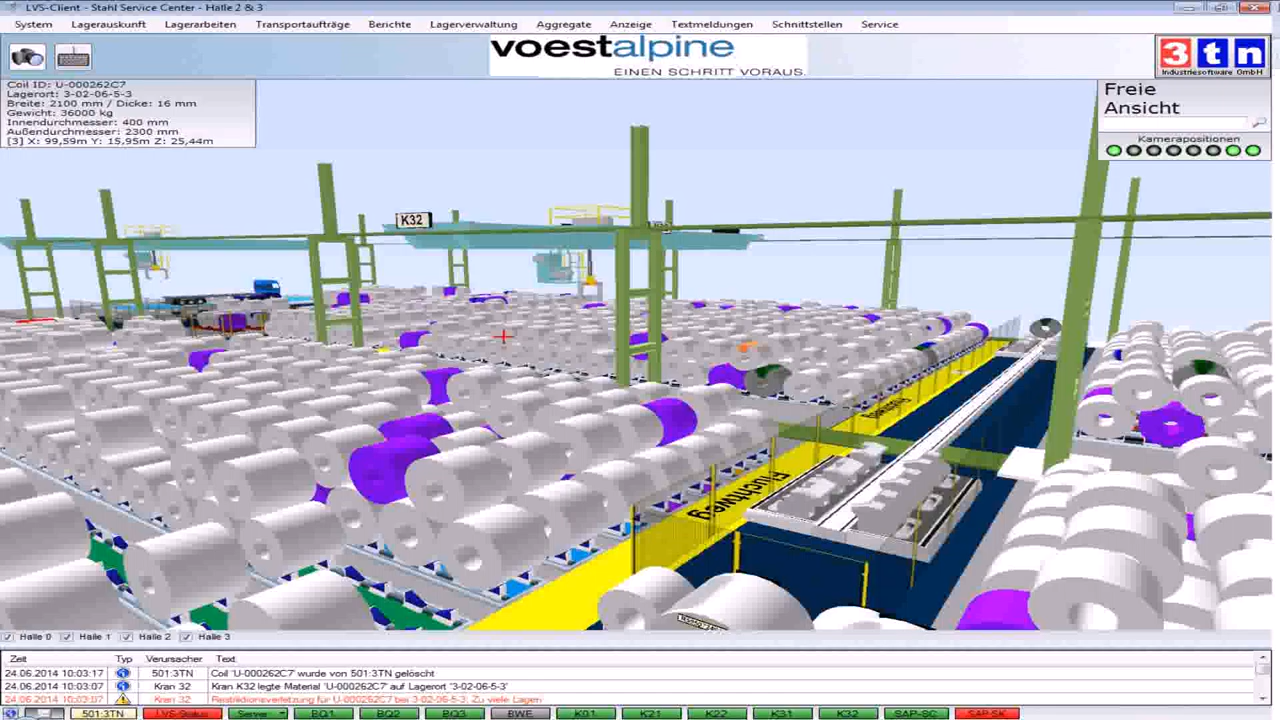 LVS-Client - Stahl Service Center - Halle 2 & 3
System Lagerauskunft Lagerarbeiten Transportaufträge Berichte Lagerverwaltung Aggregate Anzeige Textmeldungen Schnittstellen Service
voestalpine
EINEN SCHRITT VORAUS.
3tn
Industriesoftware GmbH
Coil ID: U-000262C7
Lagerort: 3-02-06-5-3
Breite: 2100 mm / Dicke: 16 mm
Gewicht: 36000 kg
Innendurchmesser: 400 mm
Außendurchmesser: 2300 mm
[3] X: 99,59m Y: 15,95m Z: 25,44m
Freie
Ansicht
Kamerapositionen
K32
Fluchtweg
Fluchtweg
Halle 0 Halle 1 Halle 2 Halle 3
Zeit Typ Verursacher Text
24.06.2014 10:03:17 501:3TN Coil 'U-000262C7' wurde von 501:3TN gelöscht
24.06.2014 10:03:07 Kran 32 Kran K32 legte Material 'U-000262C7' auf Lagerort '3-02-06-5-3'
24.06.2014 10:03:07 Kran 32 Restriktionsverletzung für U-000262C7 bei 3-02-06-5-3: Zu viele Lagen
501:3TN LVS-Status Server BQ1 BQ2 BQ3 BWE K01 K21 K22 K31 K32 SAP-SC SAP-SK